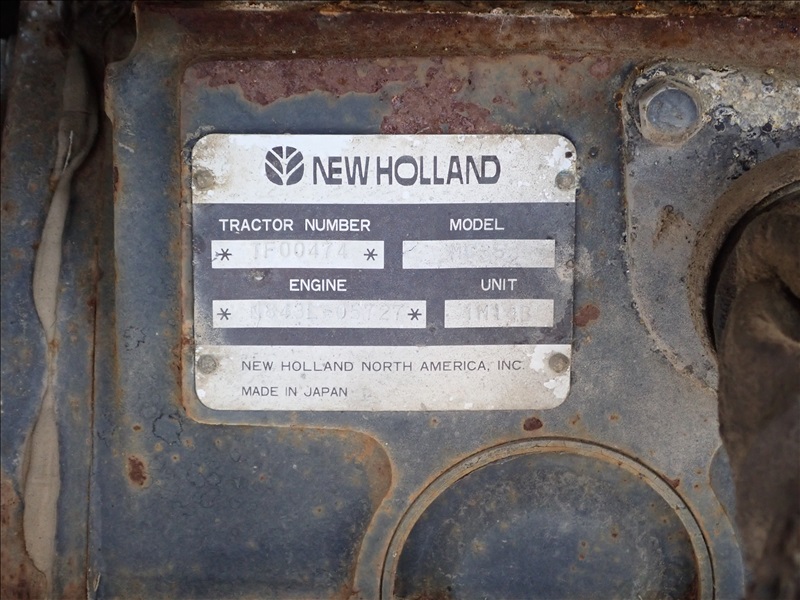 NEW HOLLAND
TRACTOR NUMBER MODEL
* TF00474 *
ENGINE UNIT
* *
NEW HOLLAND NORTH AMERICA, INC.
MADE IN JAPAN